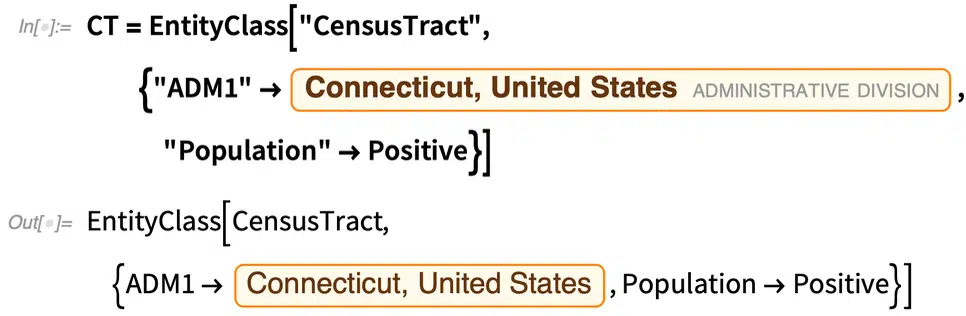 In[•]:= CT = EntityClass["CensusTract",
{"ADM1" → Connecticut, United States ADMINISTRATIVE DIVISION ,
"Population" → Positive}]
Out[•]= EntityClass[CensusTract,
{ADM1 → Connecticut, United States , Population → Positive}]